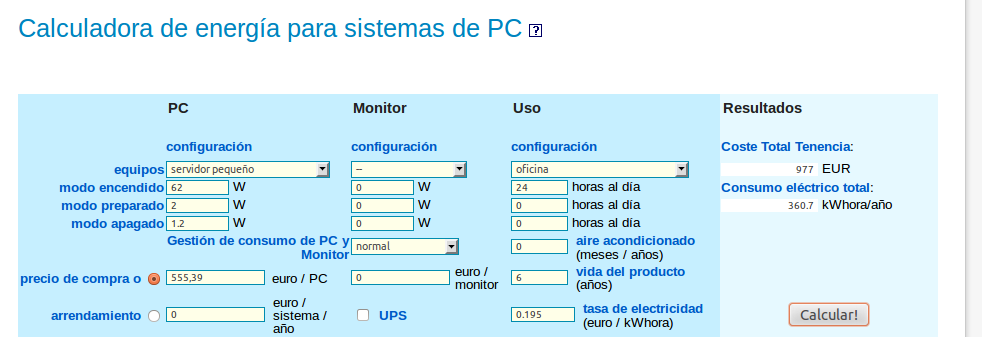 Calculadora de energía para sistemas de PC ?
PC Monitor Uso Resultados
configuración configuración configuración Coste Total Tenencia:
equipos servidor pequeño -- oficina 977 EUR
modo encendido 62 W 0 W 24 horas al día Consumo eléctrico total:
modo preparado 2 W 0 W 0 horas al día 360.7 kWhora/año
modo apagado 1.2 W 0 W 0 horas al día
Gestión de consumo de PC y
Monitor normal 0 aire acondicionado
(meses / años)
precio de compra o 555,39 euro / PC 0 euro /
monitor 6 vida del producto
(años)
arrendamiento 0 euro /
sistema /
año UPS 0.195 tasa de electricidad
(euro / kWhora) Calcular!